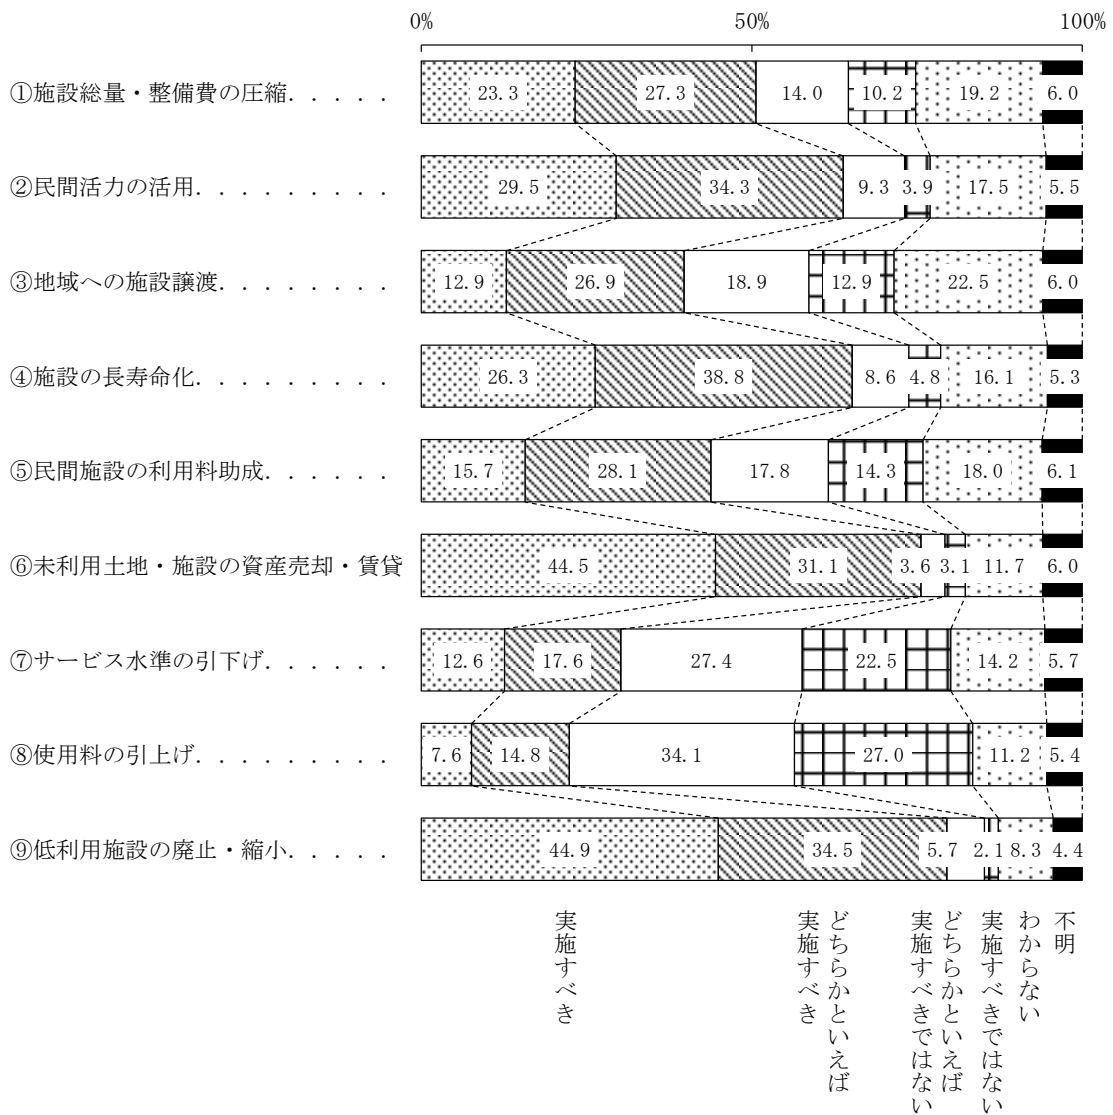 0% 50% 100%
①施設総量・整備費の圧縮. . . . . 23.3 27.3 14.0 10.2 19.2 6.0
②民間活力の活用. . . . . . . . . 29.5 34.3 9.3 3.9 17.5 5.5
③地域への施設譲渡. . . . . . . . 12.9 26.9 18.9 12.9 22.5 6.0
④施設の長寿命化. . . . . . . . . 26.3 38.8 8.6 4.8 16.1 5.3
⑤民間施設の利用料助成. . . . . . 15.7 28.1 17.8 14.3 18.0 6.1
⑥未利用土地・施設の資産売却・賃貸 44.5 31.1 3.6 3.1 11.7 6.0
⑦サービス水準の引下げ. . . . . . 12.6 17.6 27.4 22.5 14.2 5.7
⑧使用料の引上げ. . . . . . . . . 7.6 14.8 34.1 27.0 11.2 5.4
⑨低利用施設の廃止・縮小. . . . . 44.9 34.5 5.7 2.1 8.3 4.4
実施すべき
どちらかといえば
実施すべき
どちらかといえば
実施すべきではない
実施すべきではない
わからない
不明